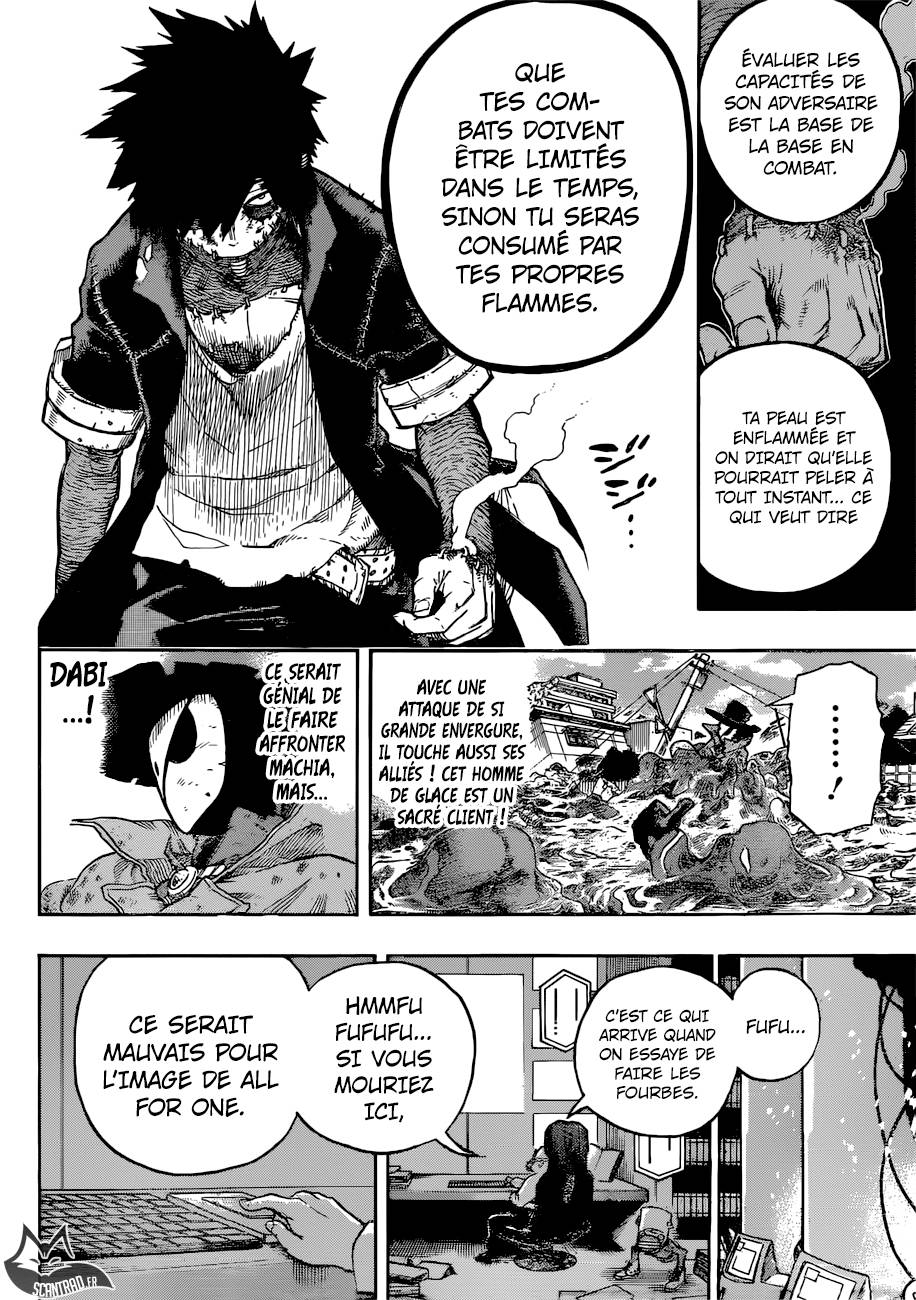 ÉVALUER LES
CAPACITÉS DE
SON ADVERSAIRE
EST LA BASE DE
LA BASE EN
COMBAT.
TA PEAU EST
ENFLAMMÉE ET
ON DIRAIT QU'ELLE
POURRAIT PELER À
TOUT INSTANT... CE
QUI VEUT DIRE
QUE
TES COM-
BATS DOIVENT
ÊTRE LIMITÉS
DANS LE TEMPS,
SINON TU SERAS
CONSUMÉ PAR
TES PROPRES
FLAMMES.
......!
AVEC UNE
ATTAQUE DE SI
GRANDE ENVERGURE,
IL TOUCHE AUSSI SES
ALLIÉS ! CET HOMME
DE GLACE EST UN
SACRÉ CLIENT !
CE SERAIT
GÉNIAL DE
LE FAIRE
AFFRONTER
MACHIA,
MAIS...
DABI
...!
FUFU...
C'EST CE QUI
ARRIVE QUAND
ON ESSAYE DE
FAIRE LES
FOURBES.
HMMFU
FUFUFU...
SI VOUS
MOURIEZ
ICI,
CE SERAIT
MAUVAIS POUR
L'IMAGE DE ALL
FOR ONE.
SCANTRAD.FR